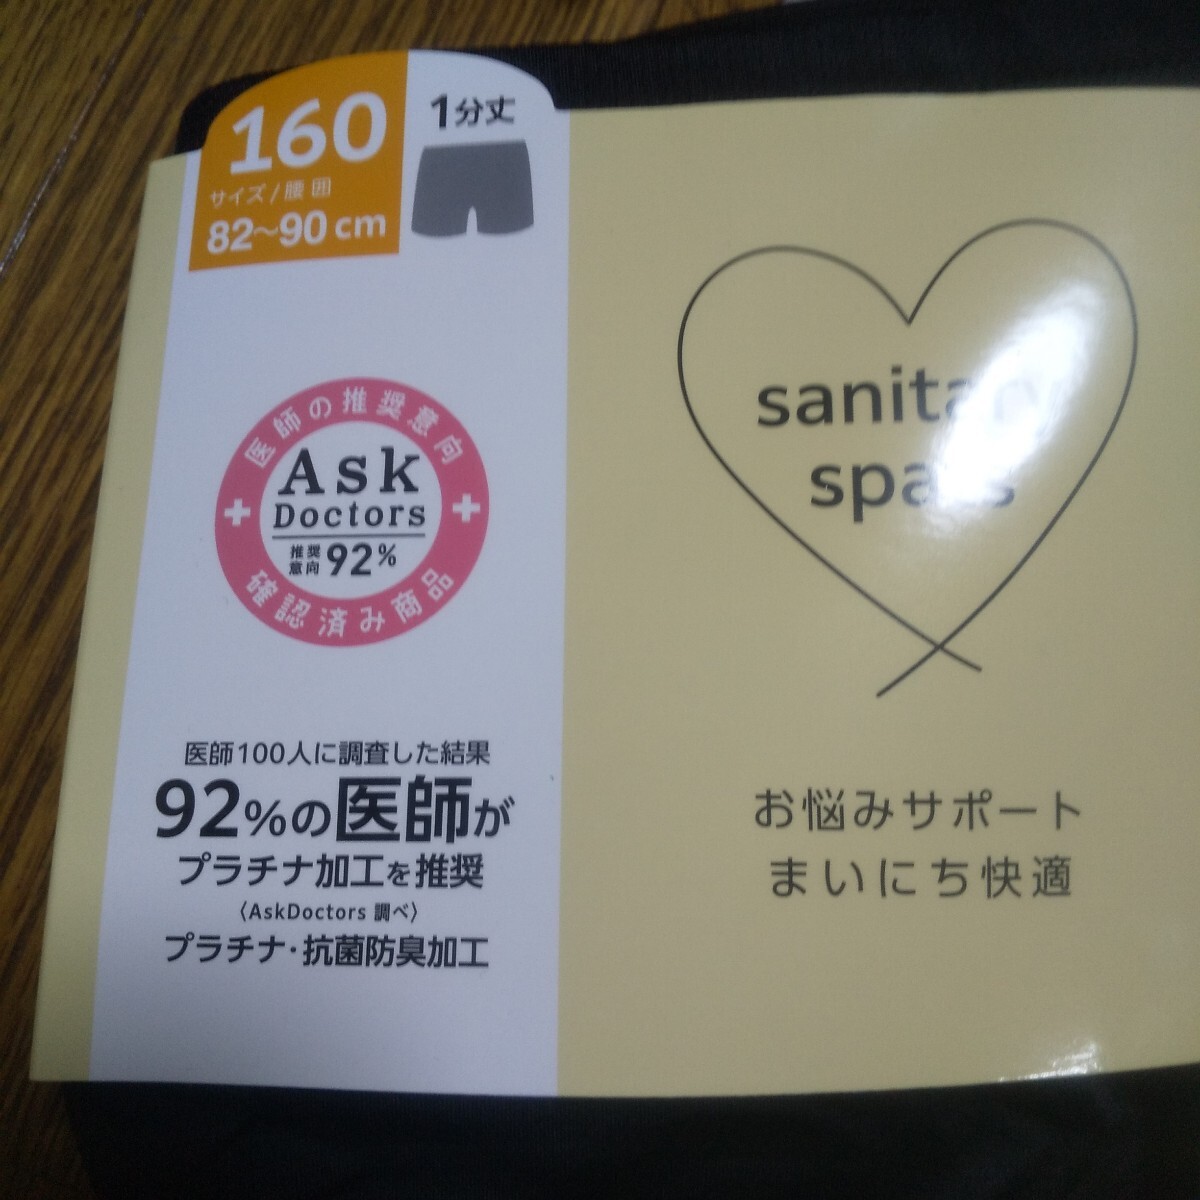 160
サイズ/腰囲
82~90cm
1分丈
医師の推奨意向
Ask
Doctors
推奨意向92%
確認済み商品
医師100人に調査した結果
92%の医師が
プラチナ加工を推奨
〈AskDoctors 調べ〉
プラチナ・抗菌防臭加工
sanitary
spats
お悩みサポート
まいにち快適